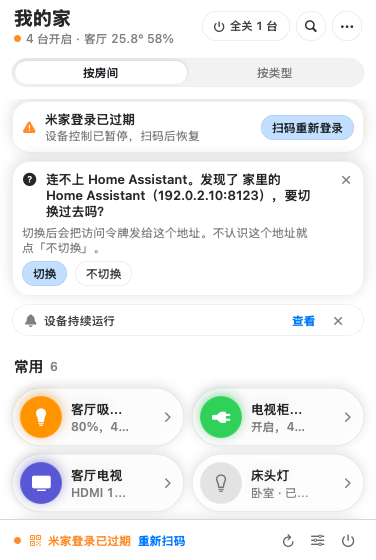 我的家
4 台开启 · 客厅 25.8° 58%
全关 1 台
按房间
按类型
米家登录已过期
设备控制已暂停，扫码后恢复
扫码重新登录
连不上 Home Assistant。发现了 家里的
Home Assistant（192.0.2.10:8123），要切
换过去吗？
切换后会把访问令牌发给这个地址。不认识这个地址就
点「不切换」。
切换
不切换
设备持续运行
查看
常用 6
客厅吸…
80%，4…
电视柜…
开启，4…
客厅电视
HDMI 1…
床头灯
卧室 · 已…
米家登录已过期 重新扫码